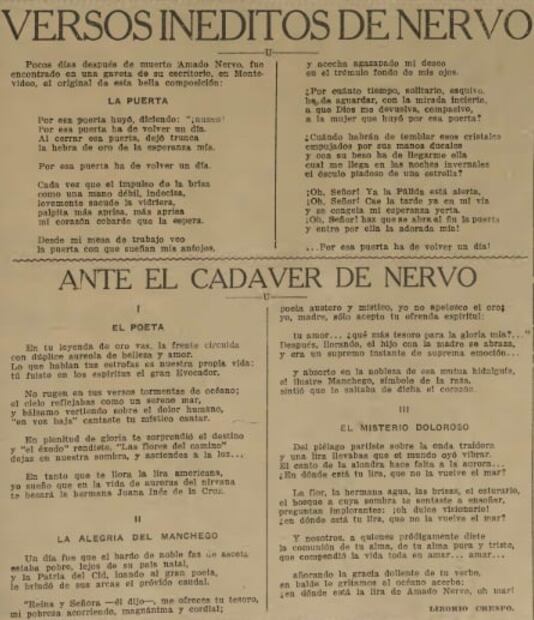 VERSOS INEDITOS DE NERVO
Pocos días después de muerto Amado Nervo, fue
encontrado en una gaveta de su escritorio, en Monte-
video, el original de esta bella composición:
LA PUERTA
Por esa puerta huyó, diciendo:
Por esa puerta ha de volver un día.
Al cerrar esa puerta, dejó trunca
la hebra de oro de la esperanza mía.
Por esa puerta ha de volver un día.
Cada vez que el impulso de la brisa
como una mano débil, indecisa,
levemente sacude la vidriera,
palpita más aprisa, más aprisa
mi corazón cobarde que la espera.
Desde mi mesa de trabajo veo
la puerta con que sueñan mis antojos,
y acecha agazapado mi deseo
en el trémulo fondo de mis ojos.
¿Por cuánto tiempo, solitario, esquivo,
he de aguardar, con la mirada incierta,
a que Dios me devuelva, compasivo,
a la mujer que huyó por esa puerta?
¿Cuándo habrán de temblar esos cristales
empujados por sus manos ducales
y con su beso ha de llegarme ella
cual me llega en las noches invernales
el ósculo piadoso de una estrella?
¡Oh, Señor! Ya la Pálida está alerta,
¡Oh, Señor! Cae la tarde ya en mi vía
y se congela mi esperanza yerta.
¡Oh, Señor! haz que se abra al fin la puerta
y entre por ella la adorada mía!
...Por esa puerta ha de volver un día!
ANTE EL CADAVER DE NERVO
I
EL POETA
En tu leyenda de oro vas, la frente circuida
con dúplice aureola de belleza y amor.
Lo que hablan tus estrofas es nuestra propia vida:
tú fuiste en los espíritus el gran Evocador.
No rugen en tus versos tormentas de océano;
el cielo reflejabas como un sereno mar,
y bálsamo vertiendo sobre el dolor humano,
"en voz baja" cantaste tu místico cantar.
En plenitud de gloria te sorprendió el destino
y "el éxodo" rendiste. "Las flores del camino"
dejas en nuestra sombra, y asciendes a la luz...
En tanto que te llora la lira americana,
yo sueño que en la vida de auroras del nirvana
te besará la hermana Juana Inés de la Cruz.
II
LA ALEGRIA DEL MANCHEGO
Un día fue que el bardo de noble faz de asceta
estaba pobre, lejos de su país natal,
y la Patria del Cid, loando al gran poeta,
le brindó de sus arcas el próvido caudal.
"Reina y Señora —él dijo—, me ofreces tu tesoro,
mi pobreza acorriendo, magnánima y cordial;
poeta austero y místico, yo no apetezco el oro;
yo, madre, sólo acepto tu ofrenda espiritual:
tu amor... ¿qué más tesoro para la gloria mía?..."
Después, llorando, el hijo con la madre se abraza,
y era un supremo instante de suprema emoción...
y absorto en la nobleza de esa mutua hidalguía,
el ilustre Manchego, símbolo de la raza,
sintió que le saltaba de dicha el corazón.
III
EL MISTERIO DOLOROSO
Del piélago partiste sobre la onda traidora
y una lira llevabas que el mundo oyó vibrar.
El canto de la alondra hace falta a la aurora...
¿En dónde está tu lira, que no la vuelve el mar?
La flor, la hermana agua, las brisas, el estuario,
el bosque a cuya sombra te sentaste a enseñar,
preguntan implorantes: ¡oh dulce visionario!
¿en dónde está tu lira, que no la vuelve el mar?
Y nosotros, a quienes pródigamente diste
la comunión de tu alma, de tu alma pura y triste,
que compendió la vida toda en amar... amar...
añorando la gracia doliente de tu verbo,
en balde le gritamos al océano acerbo:
¿en dónde está la lira de Amado Nervo, oh mar!
LIBORIO CRESPO.